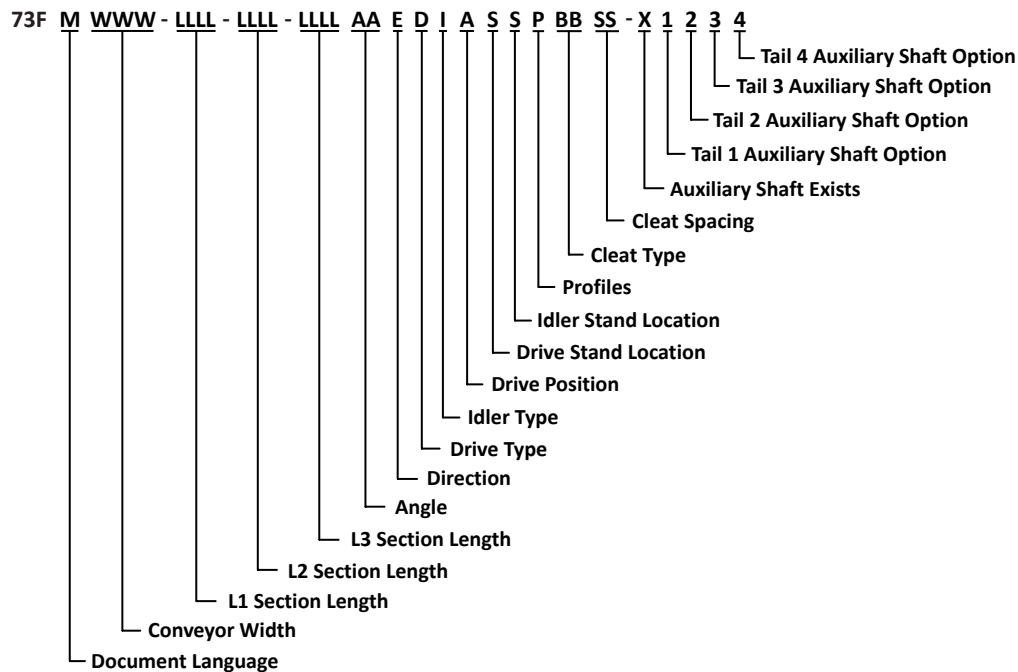 73F M WWW - LLLL - LLLL - LLLL AA E D I A S S P BB SS - X 1 2 3 4
Tail 4 Auxiliary Shaft Option
Tail 3 Auxiliary Shaft Option
Tail 2 Auxiliary Shaft Option
Tail 1 Auxiliary Shaft Option
Auxiliary Shaft Exists
Cleat Spacing
Cleat Type
Profiles
Idler Stand Location
Drive Stand Location
Drive Position
Idler Type
Drive Type
Direction
Angle
L3 Section Length
L2 Section Length
L1 Section Length
Conveyor Width
Document Language